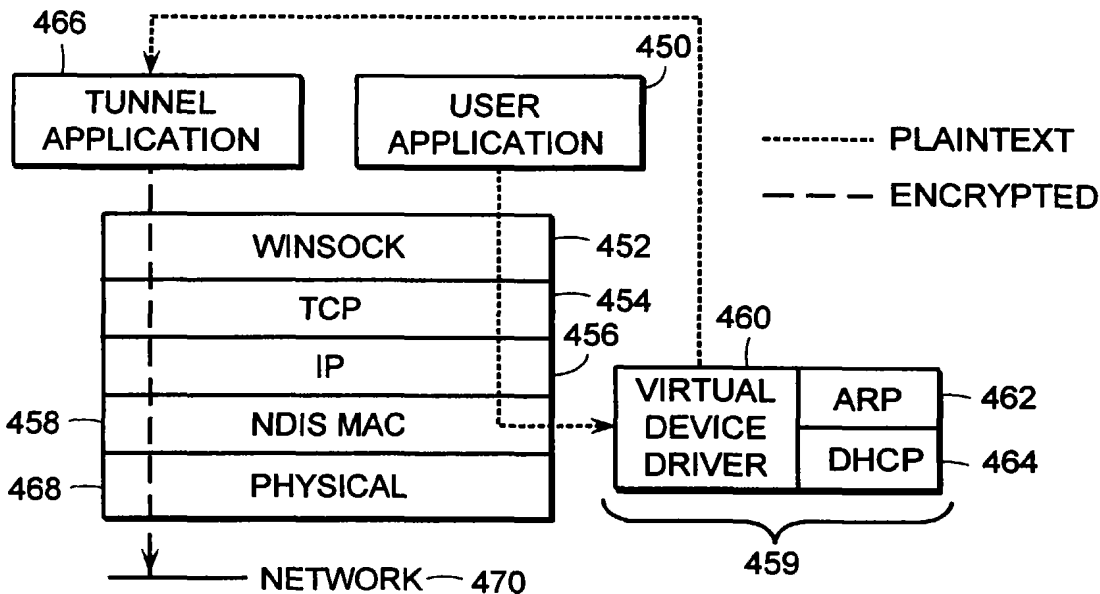 466
TUNNEL
APPLICATION
450
USER
APPLICATION
PLAINTEXT
ENCRYPTED
WINSOCK
452
TCP
454
IP
456
458
NDIS MAC
468
PHYSICAL
460
VIRTUAL
DEVICE
DRIVER
ARP
462
DHCP
464
459
NETWORK
470